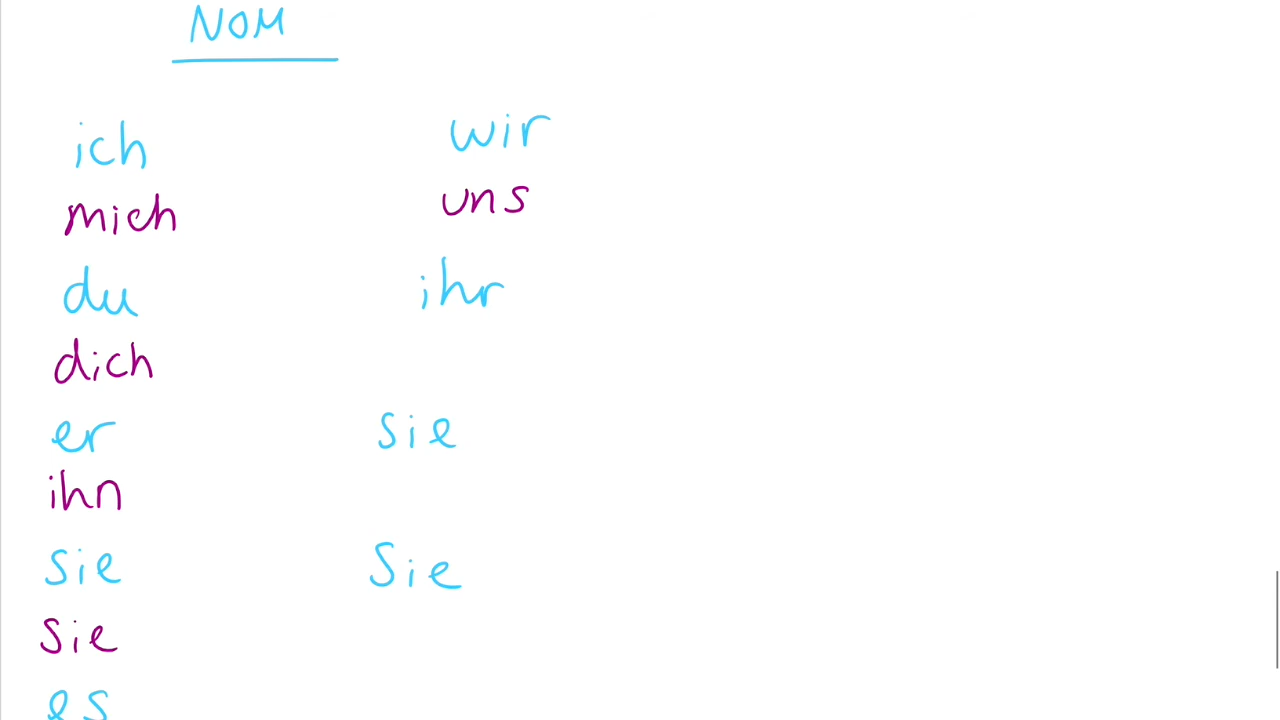 NOM
ich
mich
du
dich
er
ihn
sie
sie
es
wir
uns
ihr
sie
Sie